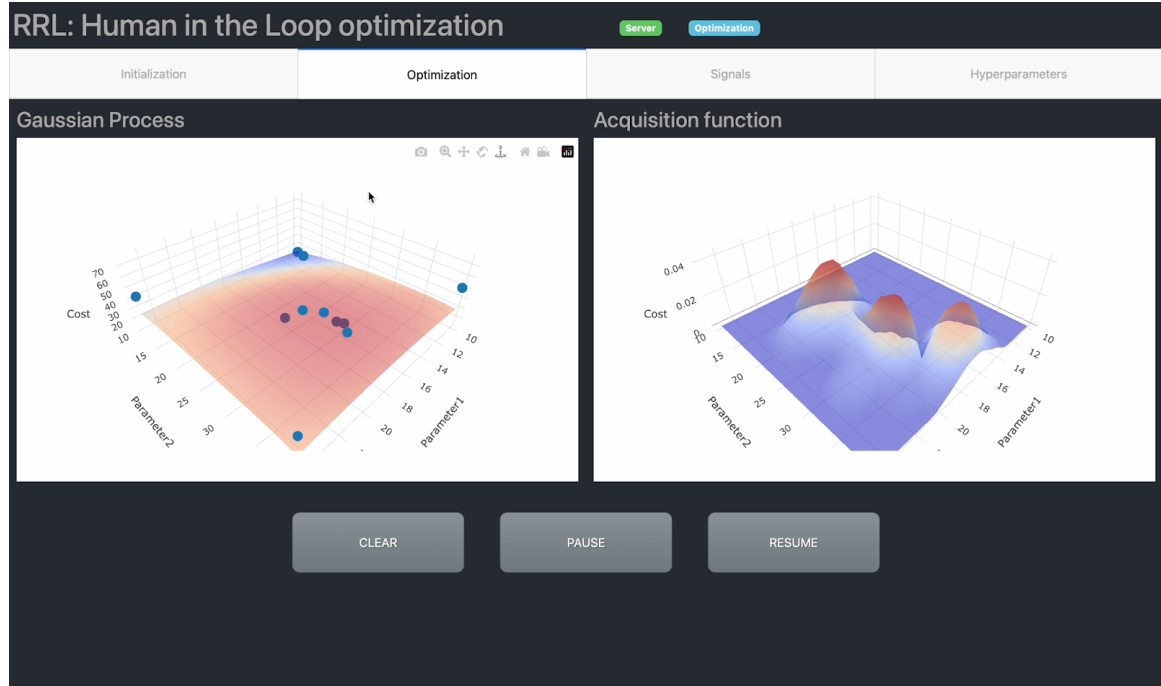 RRL: Human in the Loop optimization
Server
Optimization
Initialization
Optimization
Signals
Hyperparameters
Gaussian Process
Acquisition function
Cost
70
60
50
40
30
20
10
15
20
25
30
Parameter2
10
12
14
16
18
20
Parameter1
Cost
0.04
0.02
0
10
15
20
25
30
Parameter2
10
12
14
16
18
20
Parameter1
CLEAR
PAUSE
RESUME